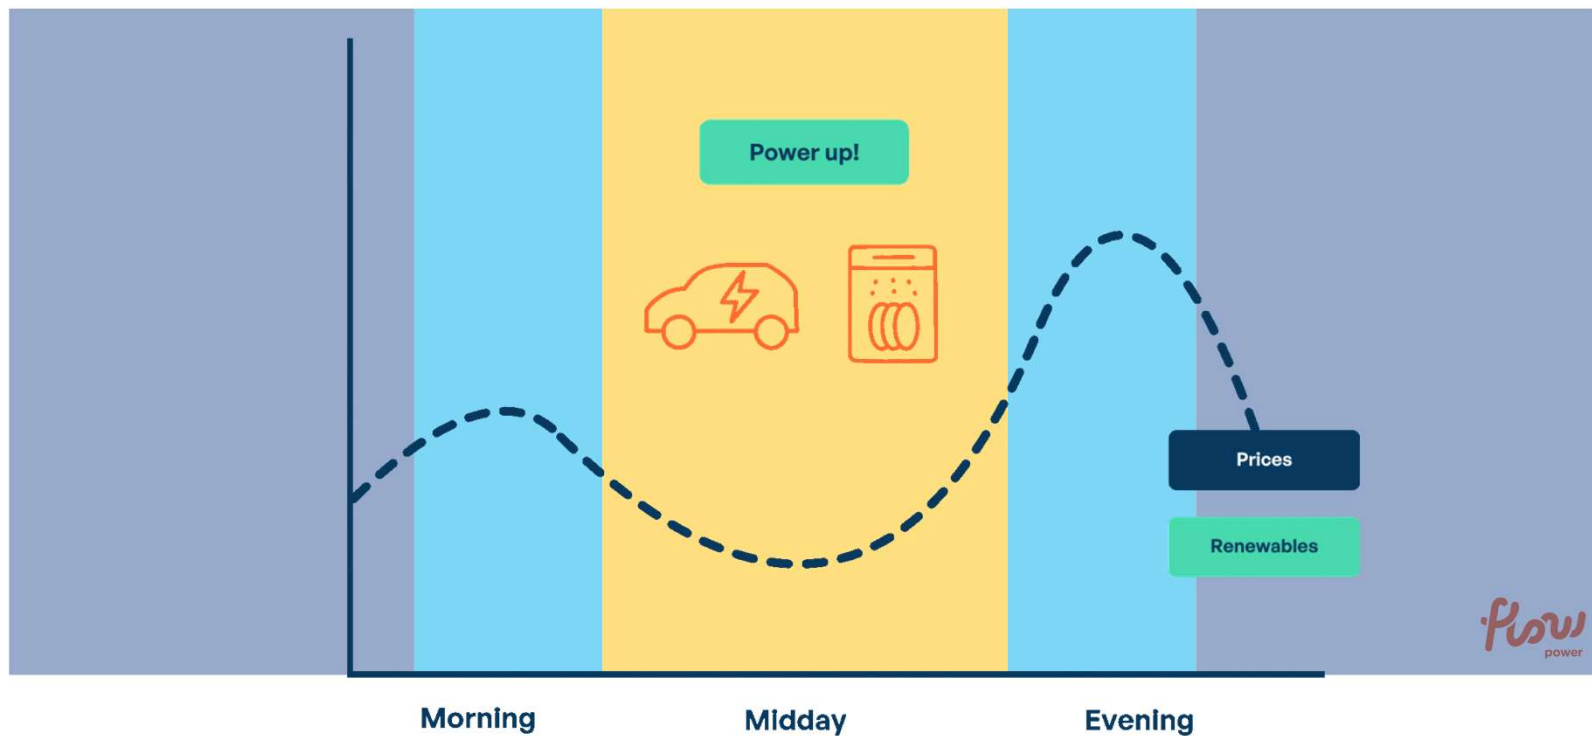 Power up!
Prices
Renewables
flow
power
Morning
Midday
Evening